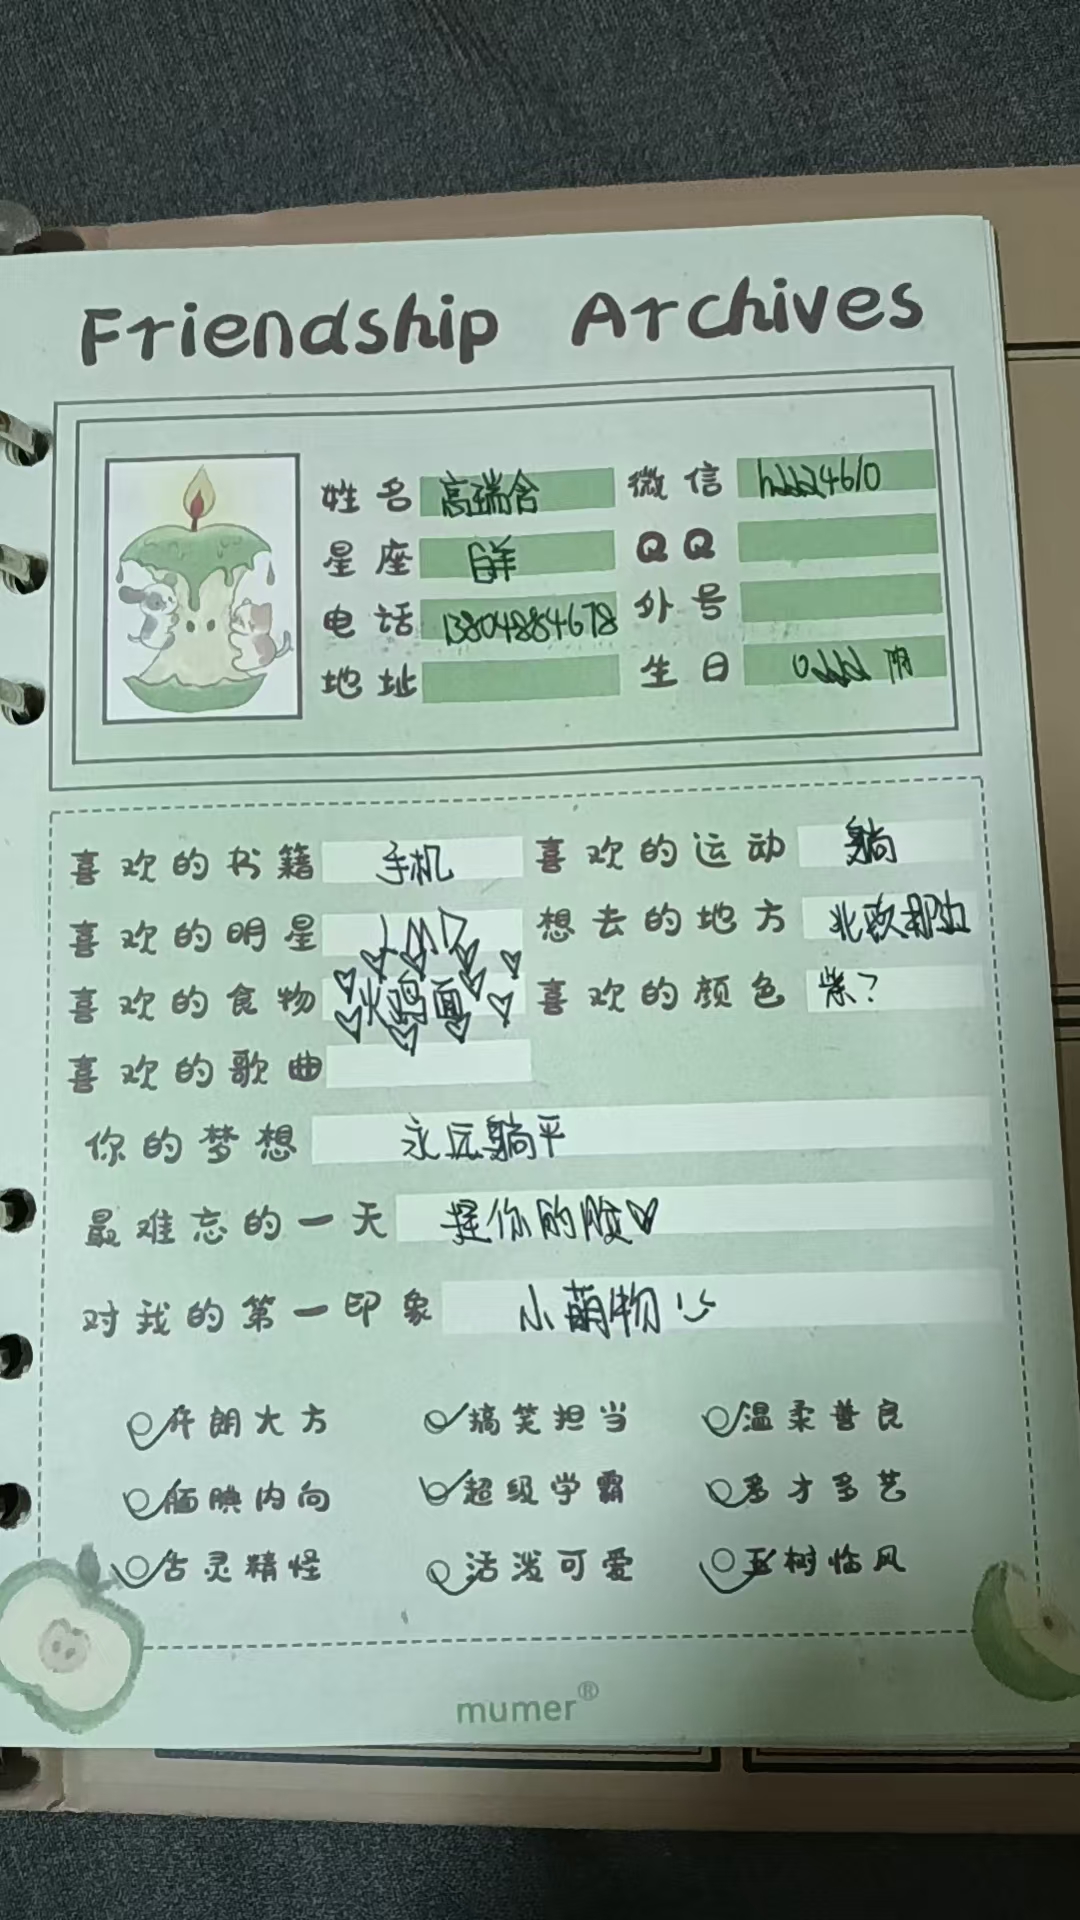 Friendship Archives
姓名 高瑞含 微信
星座 白羊 QQ
电话 13804884678 外号
地址 生日
喜欢的书籍 手机 喜欢的运动 躺
喜欢的明星 想去的地方 北欧那边
喜欢的食物 火鸡面 喜欢的颜色 紫?
喜欢的歌曲
你的梦想 永远躺平
最难忘的一天 捏你的脸
对我的第一印象 小萌物
开朗大方 搞笑担当 温柔善良
腼腆内向 超级学霸 多才多艺
古灵精怪 活泼可爱 玉树临风
mumer®